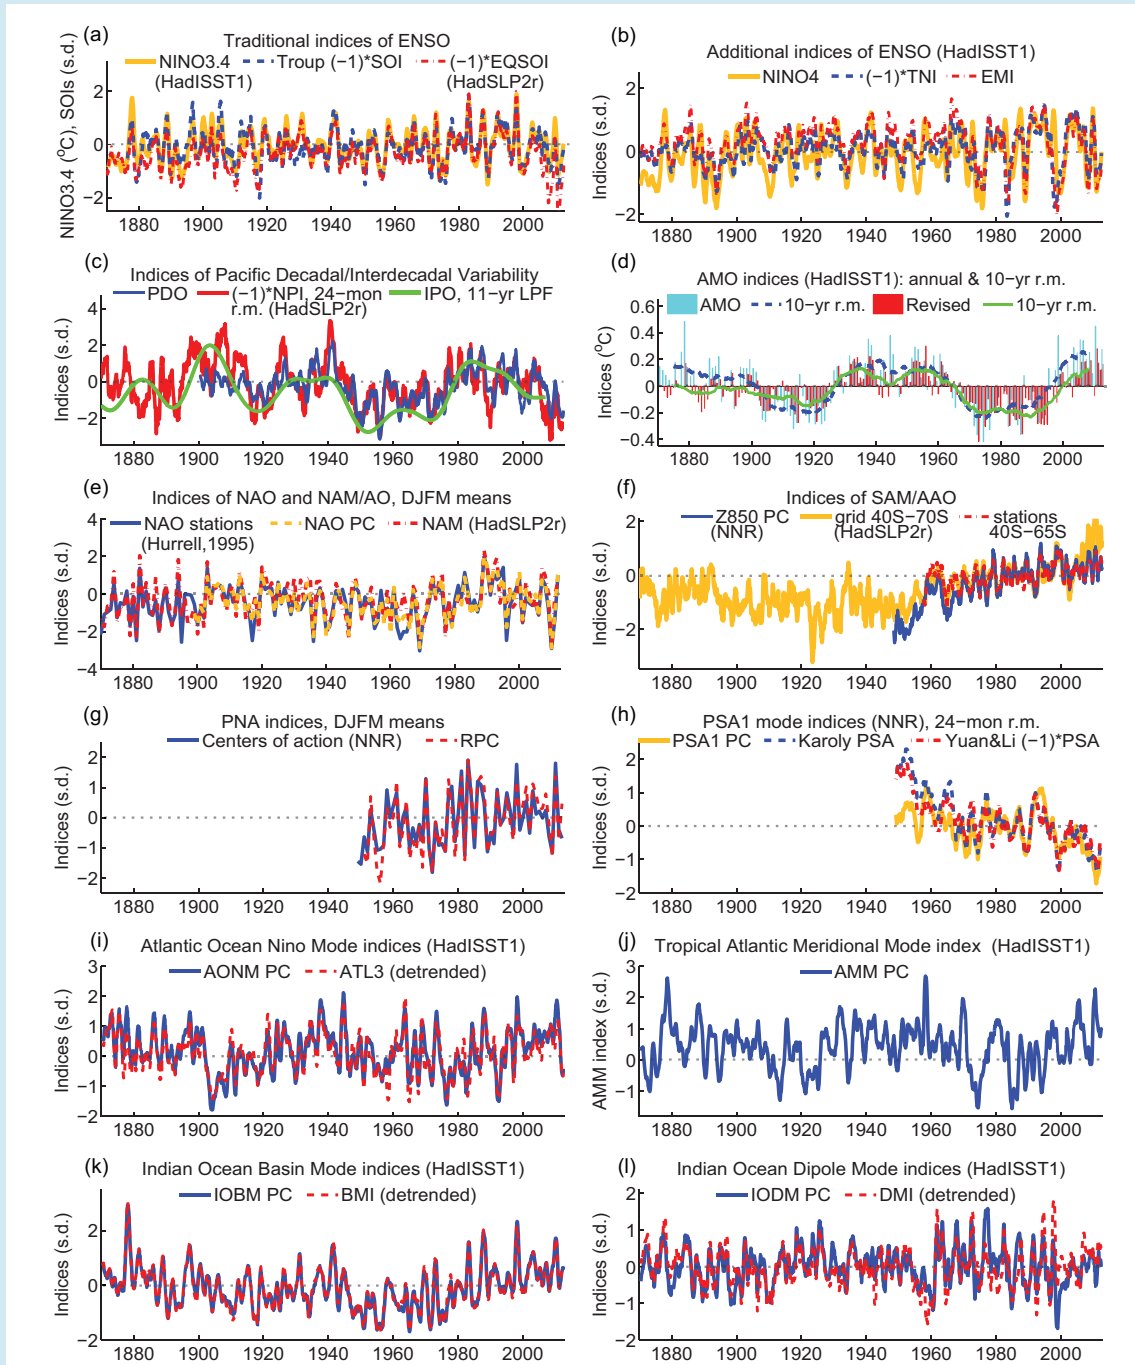 (a)
Traditional indices of ENSO
NINO3.4 Troup (−1)*SOI (−1)*EQSOI
(HadISST1) (HadSLP2r)
NINO3.4 (°C), SOIs (s.d.)
2
0
−2
1880 1900 1920 1940 1960 1980 2000
(b)
Additional indices of ENSO (HadISST1)
NINO4 (−1)*TNI EMI
Indices (s.d.)
2
0
−2
1880 1900 1920 1940 1960 1980 2000
(c)
Indices of Pacific Decadal/Interdecadal Variability
PDO (−1)*NPI, 24−mon IPO, 11−yr LPF
r.m. (HadSLP2r)
Indices (s.d.)
4
2
0
−2
1880 1900 1920 1940 1960 1980 2000
(d)
AMO indices (HadISST1): annual & 10−yr r.m.
AMO 10−yr r.m. Revised 10−yr r.m.
Indices (°C)
0.6
0.4
0.2
0
−0.2
−0.4
1880 1900 1920 1940 1960 1980 2000
(e)
Indices of NAO and NAM/AO, DJFM means
NAO stations NAO PC NAM (HadSLP2r)
(Hurrell,1995)
Indices (s.d.)
4
2
0
−2
−4
1880 1900 1920 1940 1960 1980 2000
(f)
Indices of SAM/AAO
Z850 PC grid 40S−70S stations
(NNR) (HadSLP2r) 40S−65S
Indices (s.d.)
2
0
−2
1880 1900 1920 1940 1960 1980 2000
(g)
PNA indices, DJFM means
Centers of action (NNR) RPC
Indices (s.d.)
2
1
0
−1
−2
1880 1900 1920 1940 1960 1980 2000
(h)
PSA1 mode indices (NNR), 24−mon r.m.
PSA1 PC Karoly PSA Yuan&Li (−1)*PSA
Indices (s.d.)
2
1
0
−1
−2
1880 1900 1920 1940 1960 1980 2000
(i)
Atlantic Ocean Nino Mode indices (HadISST1)
AONM PC ATL3 (detrended)
Indices (s.d.)
3
2
1
0
−1
−2
1880 1900 1920 1940 1960 1980 2000
(j)
Tropical Atlantic Meridional Mode index (HadISST1)
AMM PC
AMM index (s.d.)
3
2
1
0
−1
1880 1900 1920 1940 1960 1980 2000
(k)
Indian Ocean Basin Mode indices (HadISST1)
IOBM PC BMI (detrended)
Indices (s.d.)
2
0
−2
1880 1900 1920 1940 1960 1980 2000
(l)
Indian Ocean Dipole Mode indices (HadISST1)
IODM PC DMI (detrended)
Indices (s.d.)
2
1
0
−1
−2
1880 1900 1920 1940 1960 1980 2000